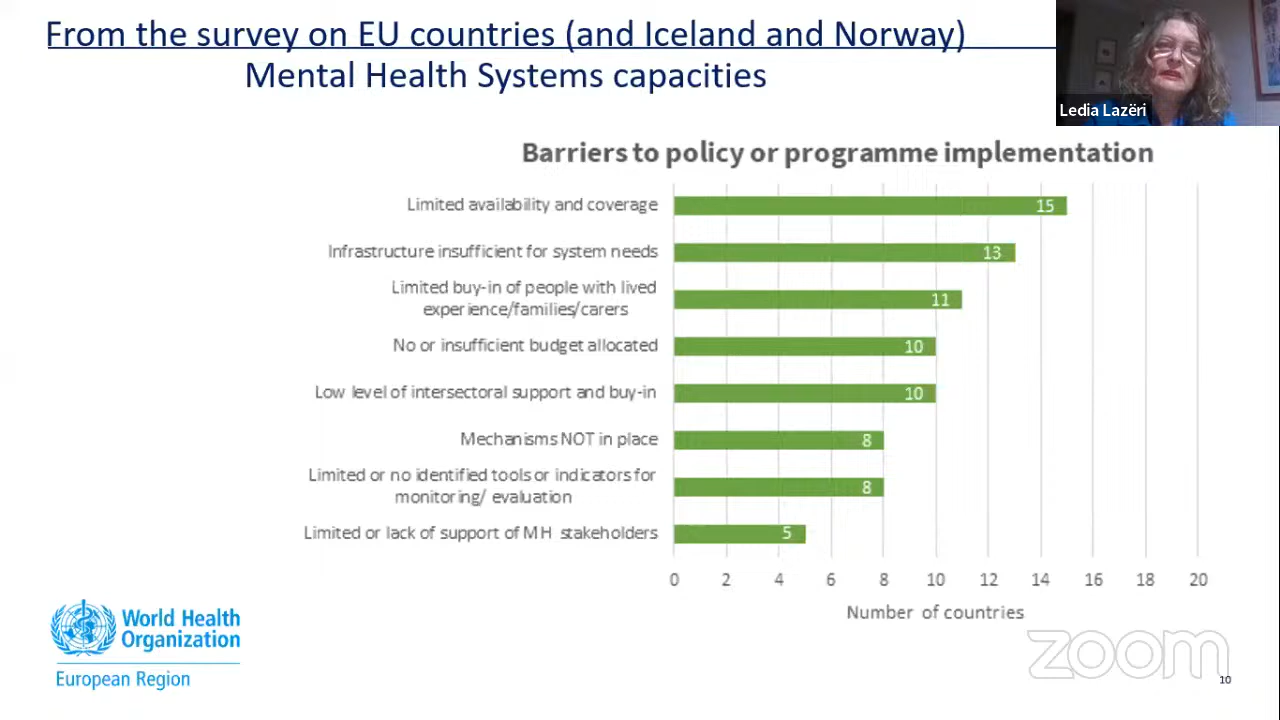 From the survey on EU countries (and Iceland and Norway)
Mental Health Systems capacities
Ledia Lazëri
Barriers to policy or programme implementation
Limited availability and coverage 15
Infrastructure insufficient for system needs 13
Limited buy-in of people with lived
experience/families/carers 11
No or insufficient budget allocated 10
Low level of intersectoral support and buy-in 10
Mechanisms NOT in place 8
Limited or no identified tools or indicators for
monitoring/ evaluation 8
Limited or lack of support of MH stakeholders 5
0 2 4 6 8 10 12 14 16 18 20
Number of countries
World Health
Organization
European Region
zoom
10